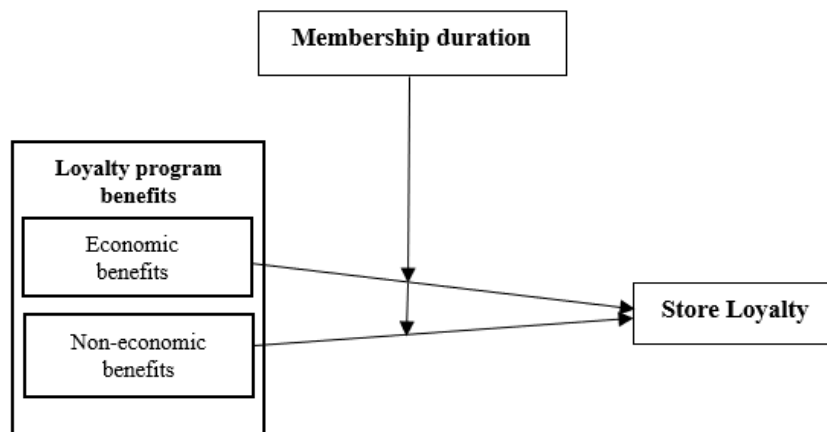 Membership duration
Loyalty program
benefits
Economic
benefits
Non-economic
benefits
Store Loyalty